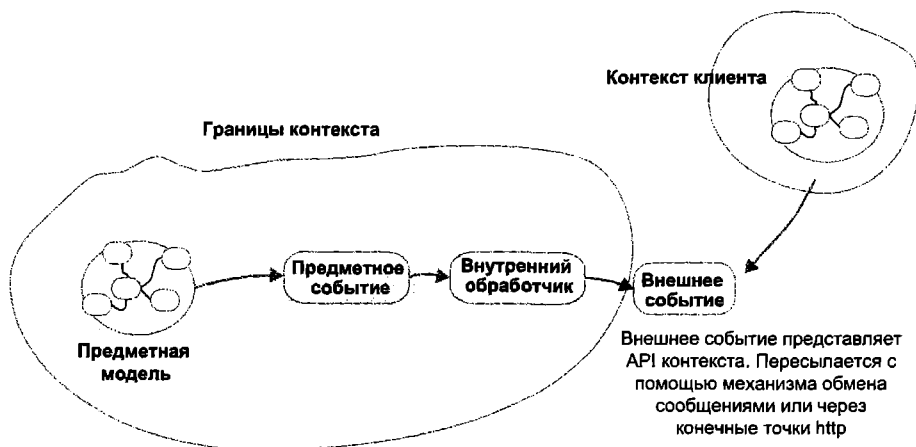 Контекст клиента
Границы контекста
Предметное
событие
Внутренний
обработчик
Внешнее
событие
Предметная
модель
Внешнее событие представляет
API контекста. Пересылается с
помощью механизма обмена
сообщениями или через
конечные точки http